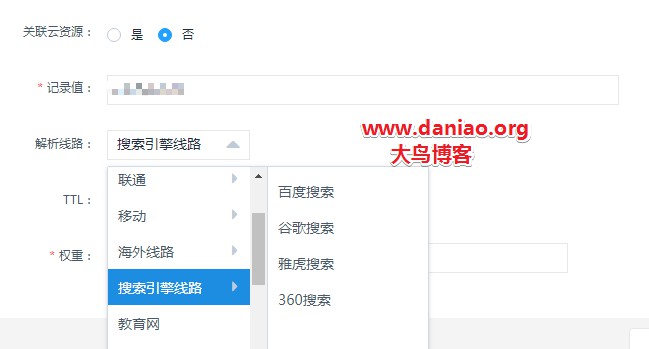 关联云资源： 是 否
* 记录值：
www.daniao.org
大鸟博客
解析线路： 搜索引擎线路
联通
移动
海外线路
搜索引擎线路
教育网
百度搜索
谷歌搜索
雅虎搜索
360搜索
TTL：
* 权重：